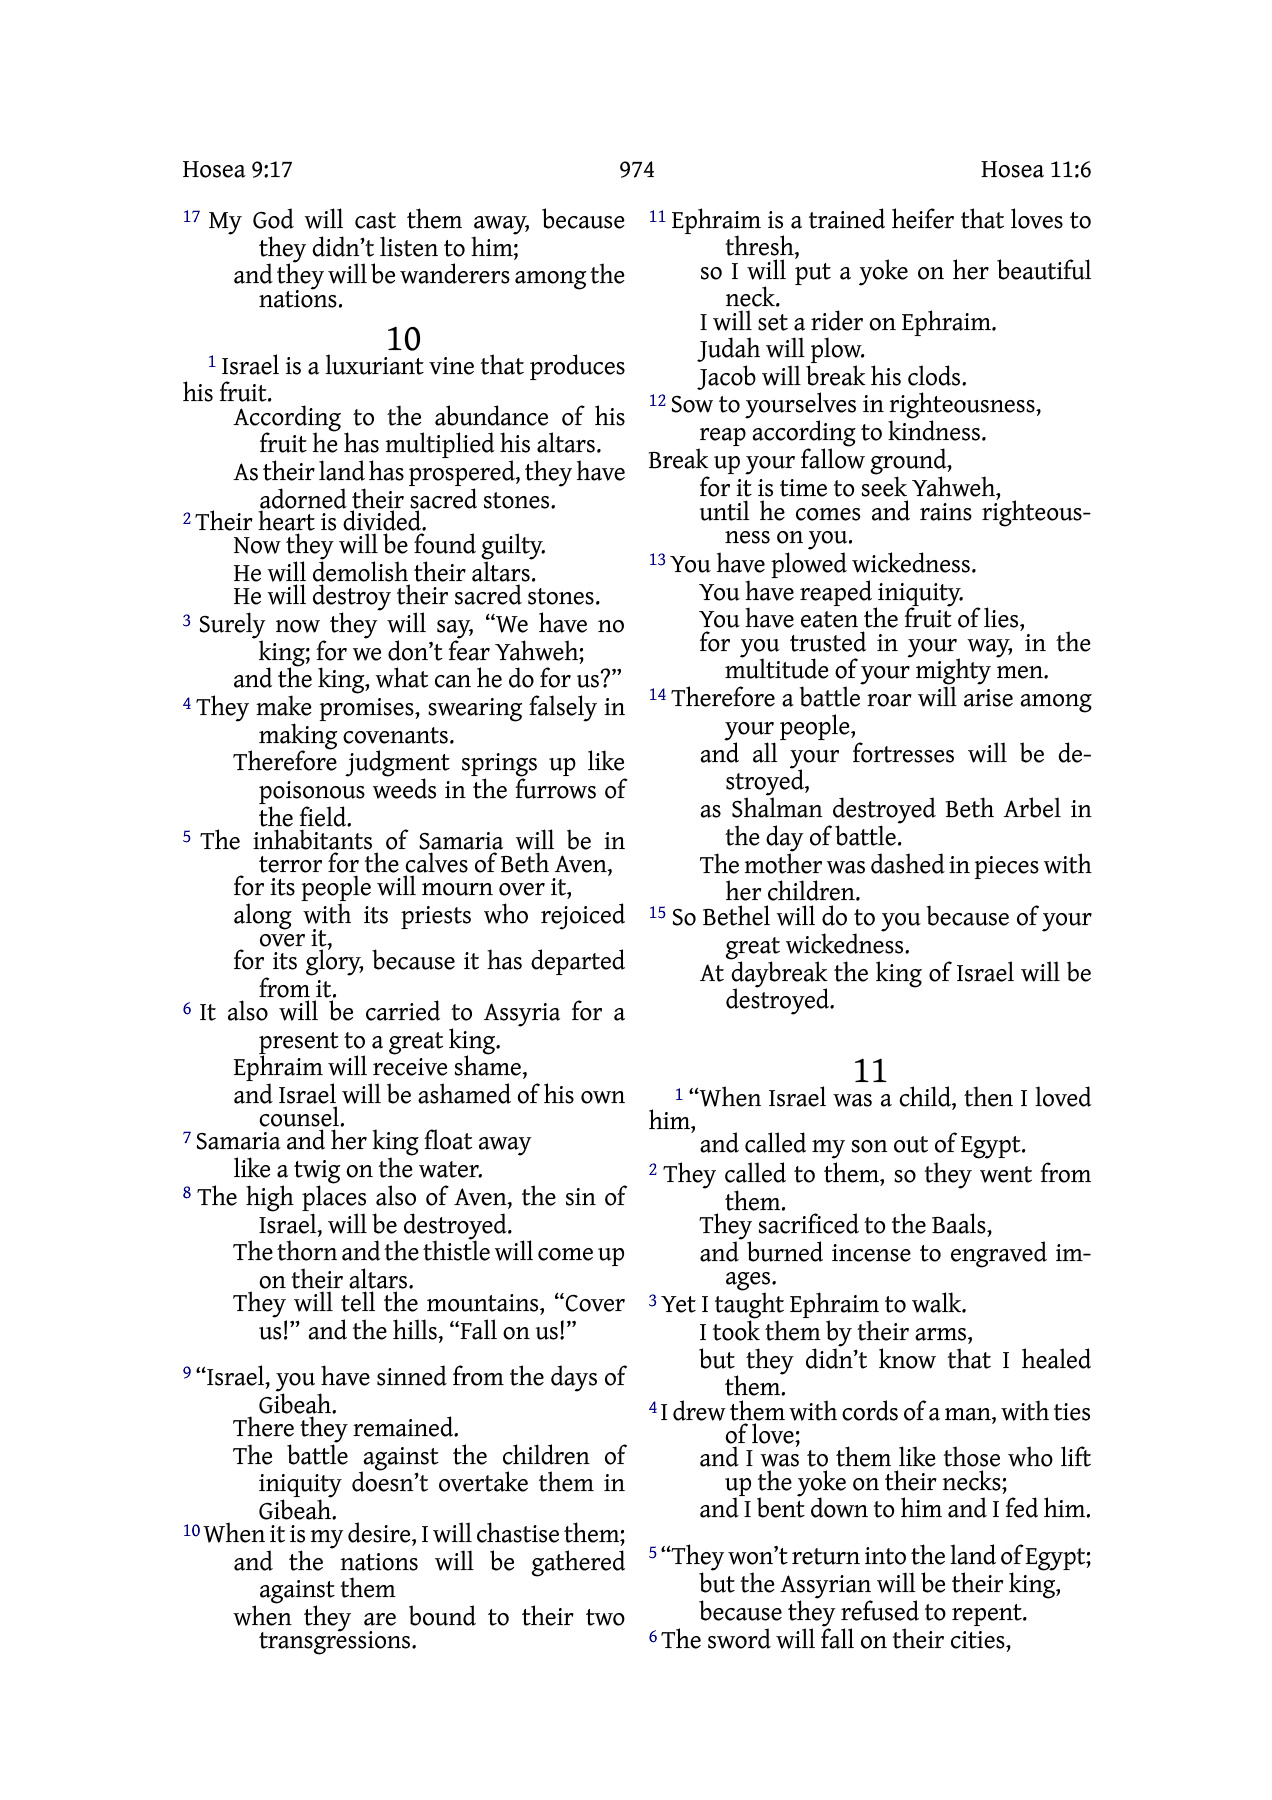 Hosea 9:17 974 Hosea 11:6
17 My God will cast them away, because
they didn’t listen to him;
and they will be wanderers among the
nations.
10
1 Israel is a luxuriant vine that produces
his fruit.
According to the abundance of his
fruit he has multiplied his altars.
As their land has prospered, they have
adorned their sacred stones.
2 Their heart is divided.
Now they will be found guilty.
He will demolish their altars.
He will destroy their sacred stones.
3 Surely now they will say, “We have no
king; for we don’t fear Yahweh;
and the king, what can he do for us?”
4 They make promises, swearing falsely in
making covenants.
Therefore judgment springs up like
poisonous weeds in the furrows of
the field.
5 The inhabitants of Samaria will be in
terror for the calves of Beth Aven,
for its people will mourn over it,
along with its priests who rejoiced
over it,
for its glory, because it has departed
from it.
6 It also will be carried to Assyria for a
present to a great king.
Ephraim will receive shame,
and Israel will be ashamed of his own
counsel.
7 Samaria and her king float away
like a twig on the water.
8 The high places also of Aven, the sin of
Israel, will be destroyed.
The thorn and the thistle will come up
on their altars.
They will tell the mountains, “Cover
us!” and the hills, “Fall on us!”
9 “Israel, you have sinned from the days of
Gibeah.
There they remained.
The battle against the children of
iniquity doesn’t overtake them in
Gibeah.
10 When it is my desire, I will chastise them;
and the nations will be gathered
against them
when they are bound to their two
transgressions.
11 Ephraim is a trained heifer that loves to
thresh,
so I will put a yoke on her beautiful
neck.
I will set a rider on Ephraim.
Judah will plow.
Jacob will break his clods.
12 Sow to yourselves in righteousness,
reap according to kindness.
Break up your fallow ground,
for it is time to seek Yahweh,
until he comes and rains righteous-
ness on you.
13 You have plowed wickedness.
You have reaped iniquity.
You have eaten the fruit of lies,
for you trusted in your way, in the
multitude of your mighty men.
14 Therefore a battle roar will arise among
your people,
and all your fortresses will be de-
stroyed,
as Shalman destroyed Beth Arbel in
the day of battle.
The mother was dashed in pieces with
her children.
15 So Bethel will do to you because of your
great wickedness.
At daybreak the king of Israel will be
destroyed.
11
1 “When Israel was a child, then I loved
him,
and called my son out of Egypt.
2 They called to them, so they went from
them.
They sacrificed to the Baals,
and burned incense to engraved im-
ages.
3 Yet I taught Ephraim to walk.
I took them by their arms,
but they didn’t know that I healed
them.
4 I drew them with cords of a man, with ties
of love;
and I was to them like those who lift
up the yoke on their necks;
and I bent down to him and I fed him.
5 “They won’t return into the land of Egypt;
but the Assyrian will be their king,
because they refused to repent.
6 The sword will fall on their cities,